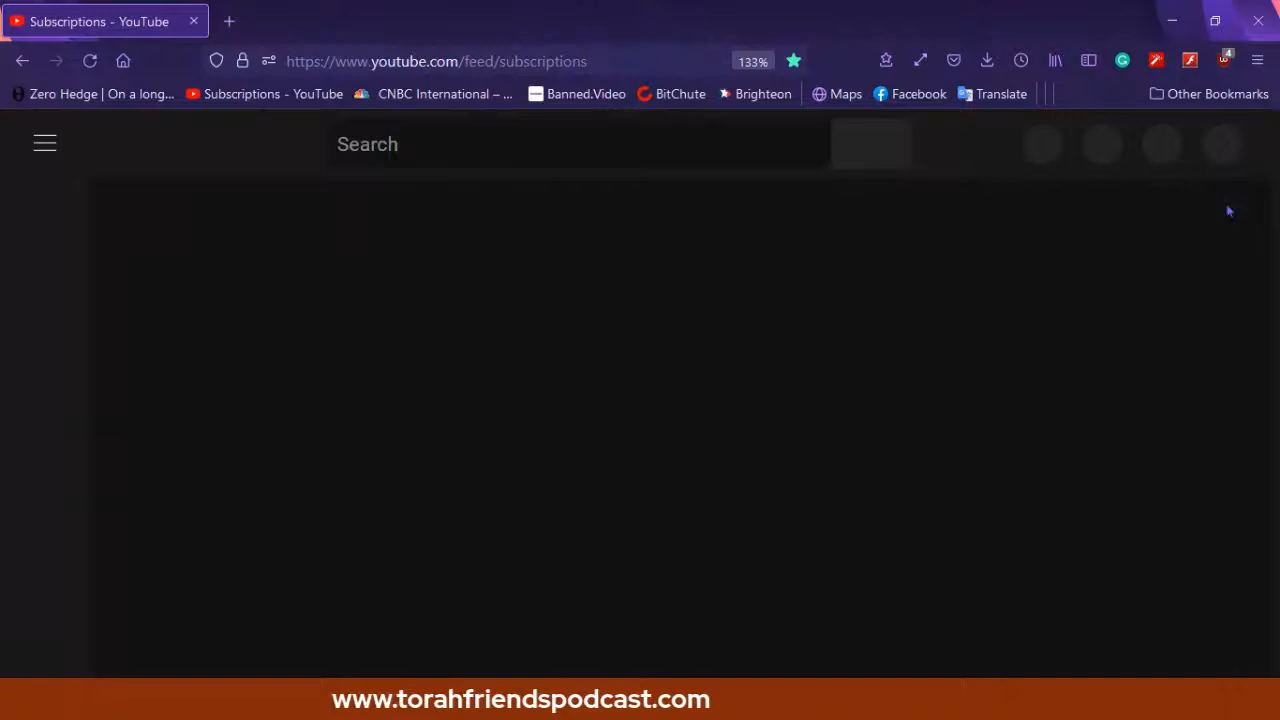 Subscriptions - YouTube
https://www.youtube.com/feed/subscriptions
133%
4
Zero Hedge | On a long...
Subscriptions - YouTube
CNBC International – ...
Banned.Video
BitChute
Brighteon
Maps
Facebook
Translate
Other Bookmarks
Search
www.torahfriendspodcast.com